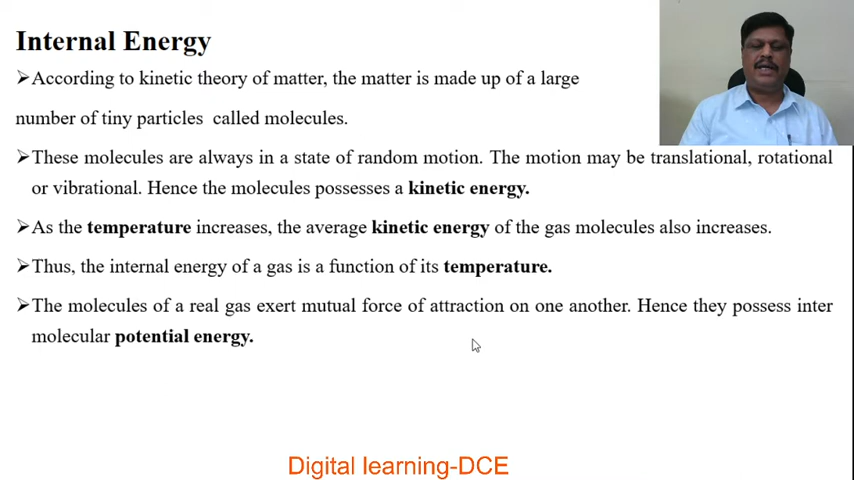 Internal Energy
➢According to kinetic theory of matter, the matter is made up of a large
number of tiny particles called molecules.
➢These molecules are always in a state of random motion. The motion may be translational, rotational
or vibrational. Hence the molecules possesses a kinetic energy.
➢As the temperature increases, the average kinetic energy of the gas molecules also increases.
➢Thus, the internal energy of a gas is a function of its temperature.
➢The molecules of a real gas exert mutual force of attraction on one another. Hence they possess inter
molecular potential energy.
Digital learning-DCE